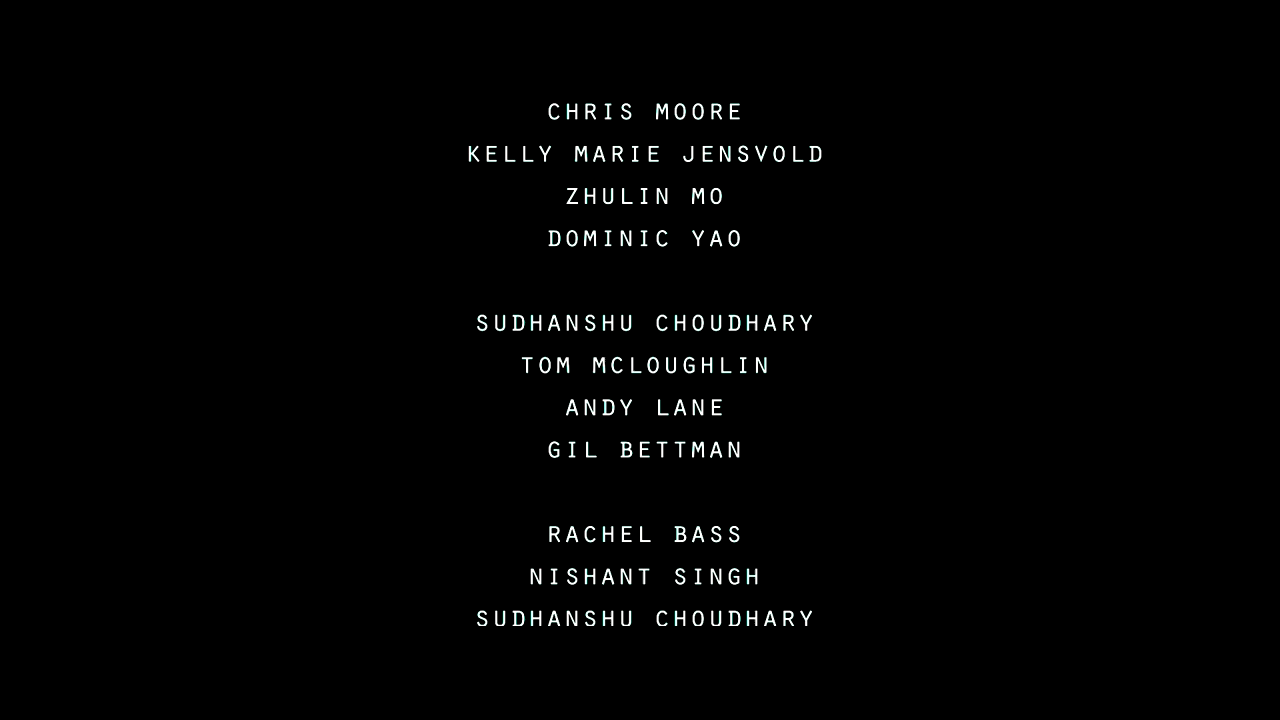 CHRIS MOORE
KELLY MARIE JENSVOLD
ZHULIN MO
DOMINIC YAO
SUDHANSHU CHOUDHARY
TOM MCLOUGHLIN
ANDY LANE
GIL BETTMAN
RACHEL BASS
NISHANT SINGH
SUDHANSHU CHOUDHARY